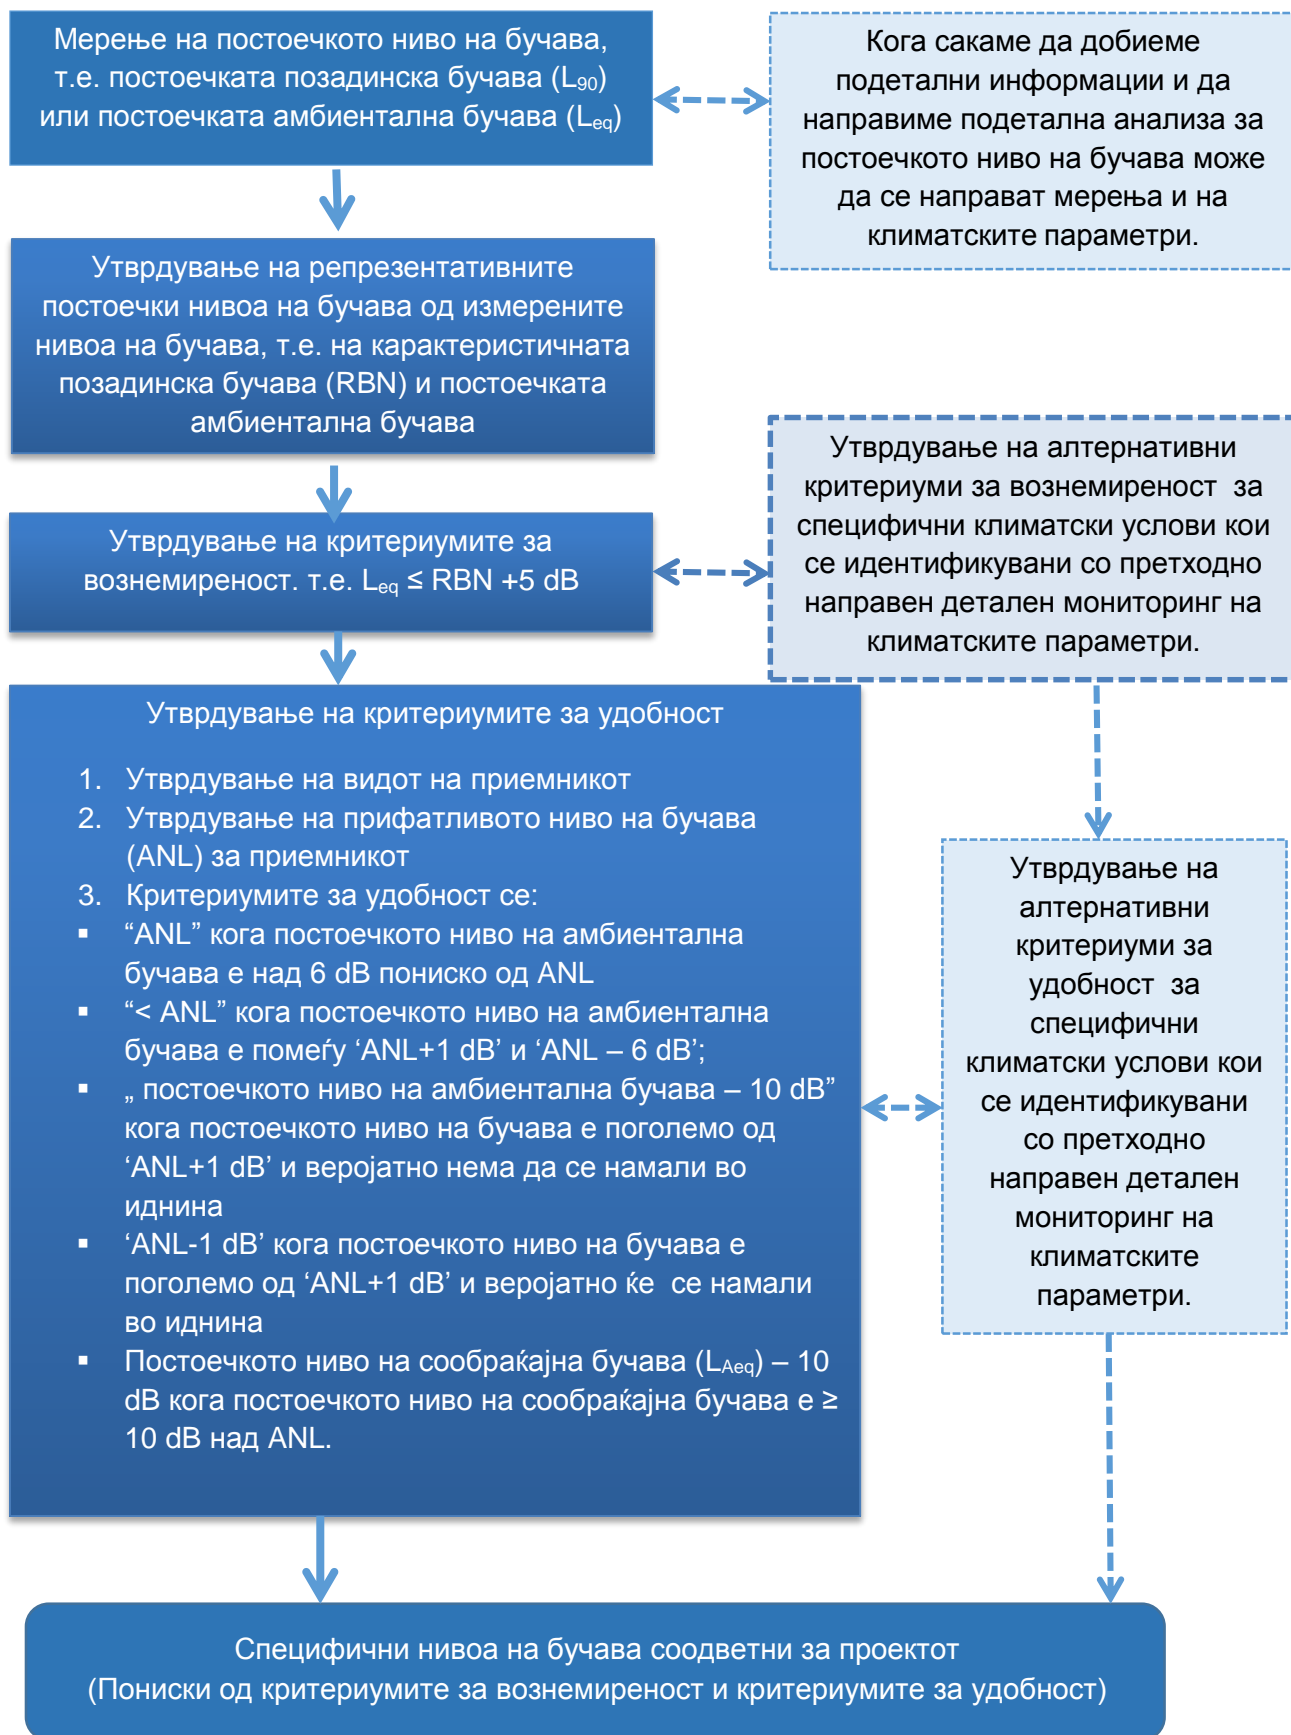 Мерење на постоечкото ниво на бучава,
т.е. постоечката позадинска бучава (L90)
или постоечката амбиентална бучава (Leq)
Кога сакаме да добиеме
подетални информации и да
направиме подетална анализа за
постоечкото ниво на бучава може
да се направат мерења и на
климатските параметри.
Утврдување на репрезентативните
постоечки нивоа на бучава од измерените
нивоа на бучава, т.е. на карактеристичната
позадинска бучава (RBN) и постоечката
амбиентална бучава
Утврдување на алтернативни
критериуми за вознемиреност  за
специфични климатски услови кои
се идентификувани со претходно
направен детален мониторинг на
климатските параметри.
Утврдување на критериумите за
вознемиреност. т.е. Leq ≤ RBN +5 dB
Утврдување на критериумите за удобност
1. Утврдување на видот на приемникот
2. Утврдување на прифатливото ниво на бучава
(ANL) за приемникот
3. Критериумите за удобност се:
▪ “ANL” кога постоечкото ниво на амбиентална
бучава е над 6 dB пониско од ANL
▪ “< ANL” кога постоечкото ниво на амбиентална
бучава е помеѓу ‘ANL+1 dB’ и ‘ANL – 6 dB’;
▪ „ постоечкото ниво на амбиентална бучава – 10 dB”
кога постоечкото ниво на бучава е поголемо од
‘ANL+1 dB’ и веројатно нема да се намали во
иднина
▪ ‘ANL-1 dB’ кога постоечкото ниво на бучава е
поголемо од ‘ANL+1 dB’ и веројатно ќе  се намали
во иднина
▪ Постоечкото ниво на сообраќајна бучава (LAeq) – 10
dB кога постоечкото ниво на сообраќајна бучава е ≥
10 dB над ANL.
Утврдување на
алтернативни
критериуми за
удобност  за
специфични
климатски услови кои
се идентификувани
со претходно
направен детален
мониторинг на
климатските
параметри.
Специфични нивоа на бучава соодветни за проектот
(Пониски од критериумите за вознемиреност и критериумите за удобност)